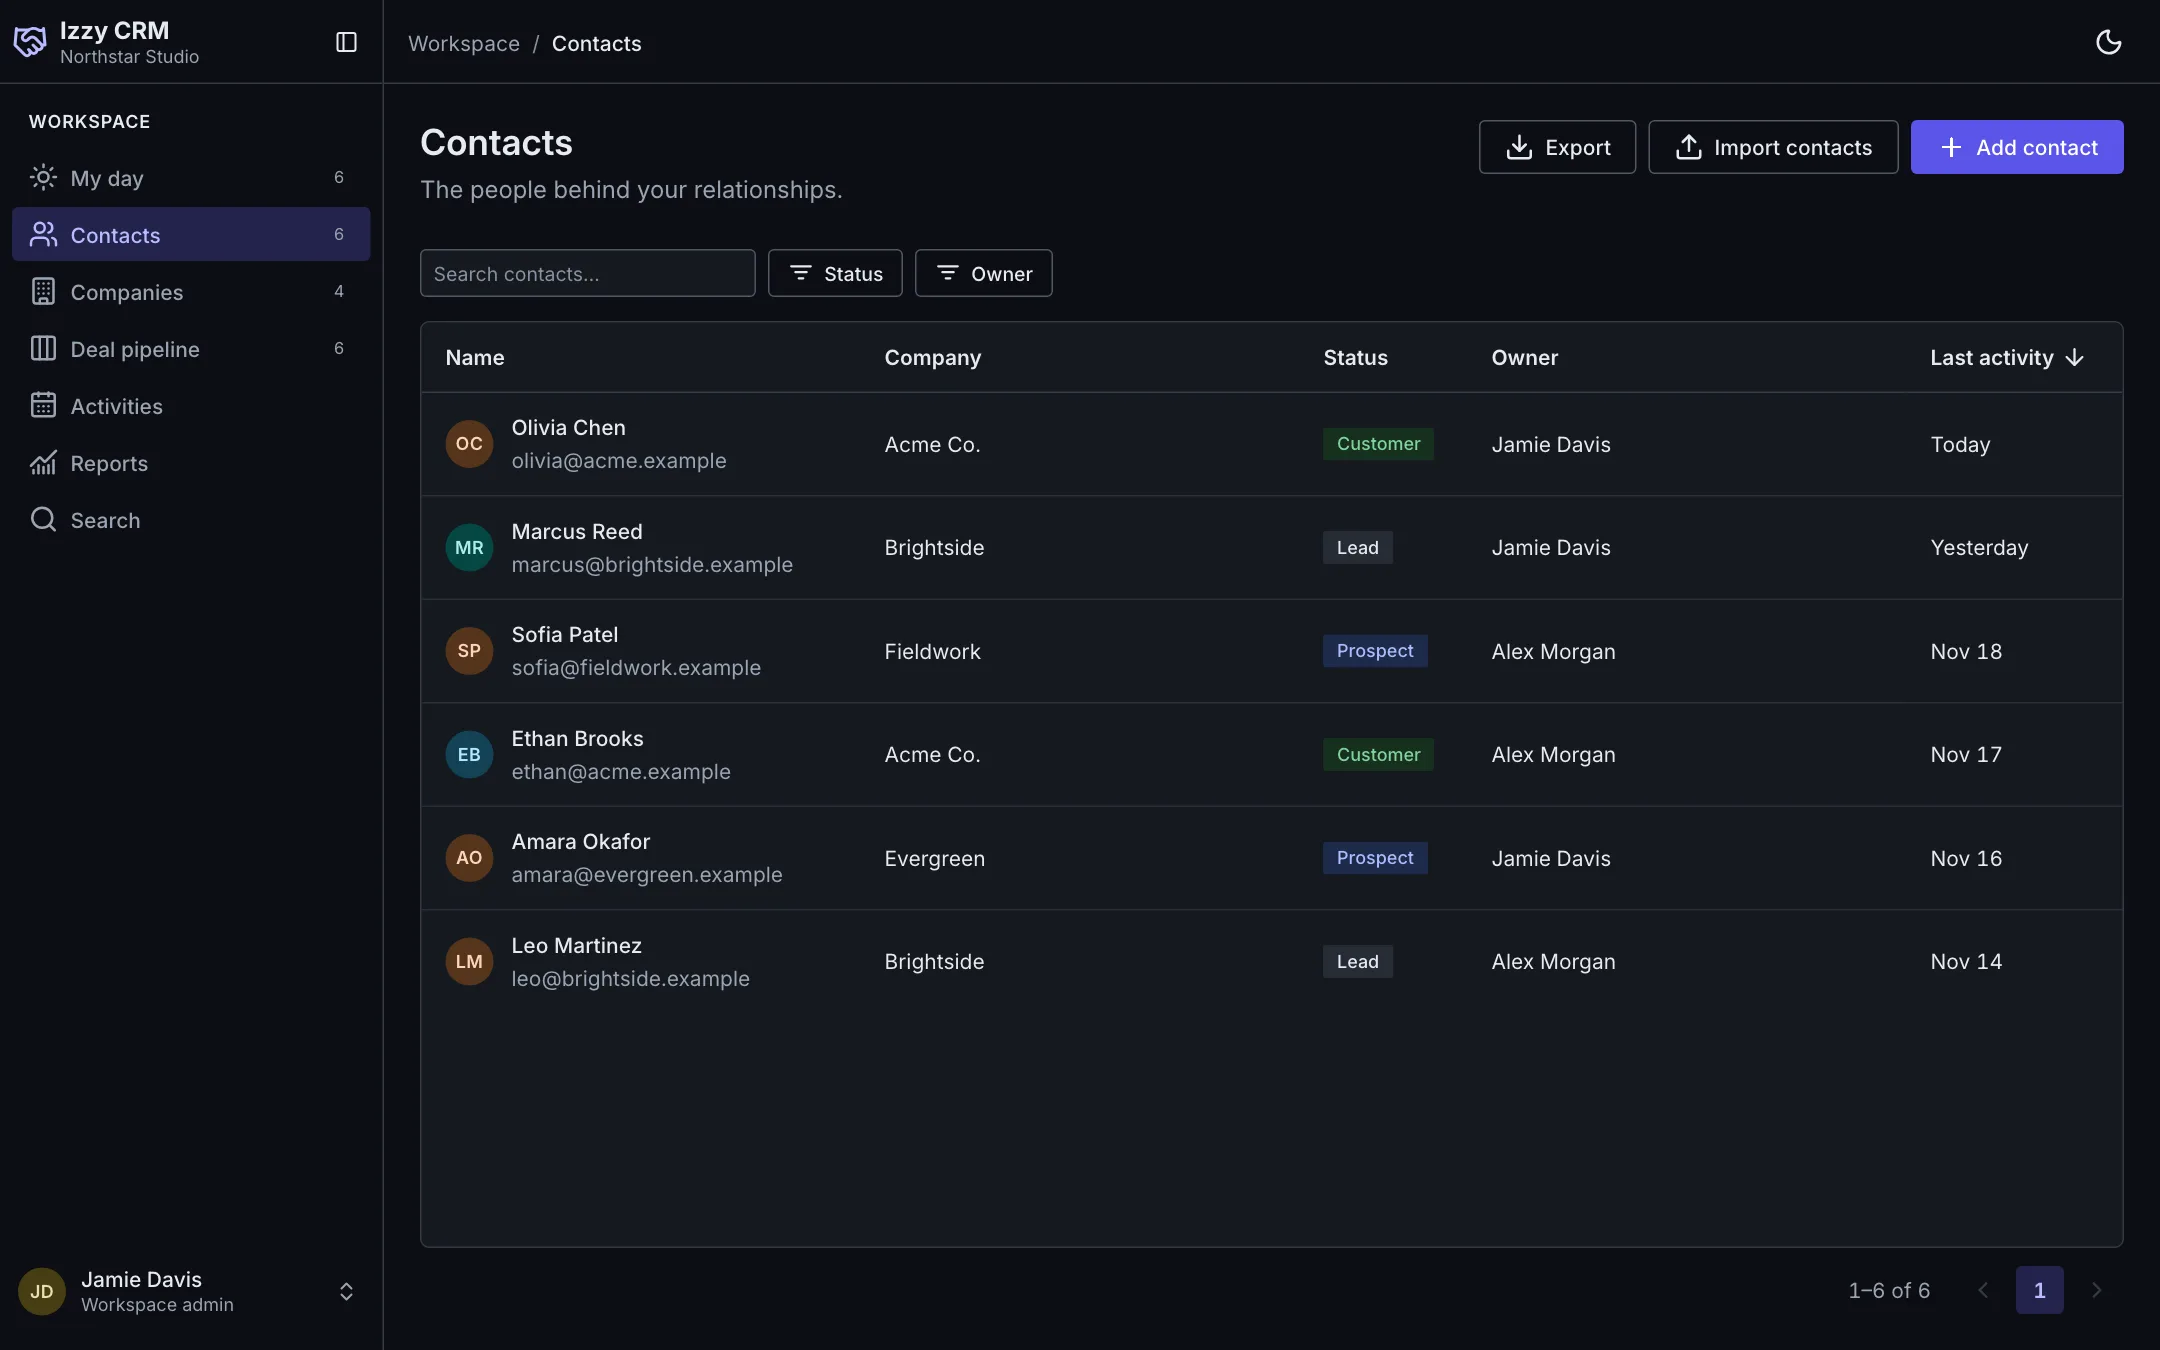 Izzy CRM
Northstar Studio
WORKSPACE
My day 6
Contacts 6
Companies 4
Deal pipeline 6
Activities
Reports
Search
JD
Jamie Davis
Workspace admin
Workspace / Contacts
Contacts
The people behind your relationships.
Export
Import contacts
Add contact
Search contacts...
Status
Owner
Name Company Status Owner Last activity
OC
Olivia Chen
olivia@acme.example
Acme Co. Customer Jamie Davis Today
MR
Marcus Reed
marcus@brightside.example
Brightside Lead Jamie Davis Yesterday
SP
Sofia Patel
sofia@fieldwork.example
Fieldwork Prospect Alex Morgan Nov 18
EB
Ethan Brooks
ethan@acme.example
Acme Co. Customer Alex Morgan Nov 17
AO
Amara Okafor
amara@evergreen.example
Evergreen Prospect Jamie Davis Nov 16
LM
Leo Martinez
leo@brightside.example
Brightside Lead Alex Morgan Nov 14
1–6 of 6
1